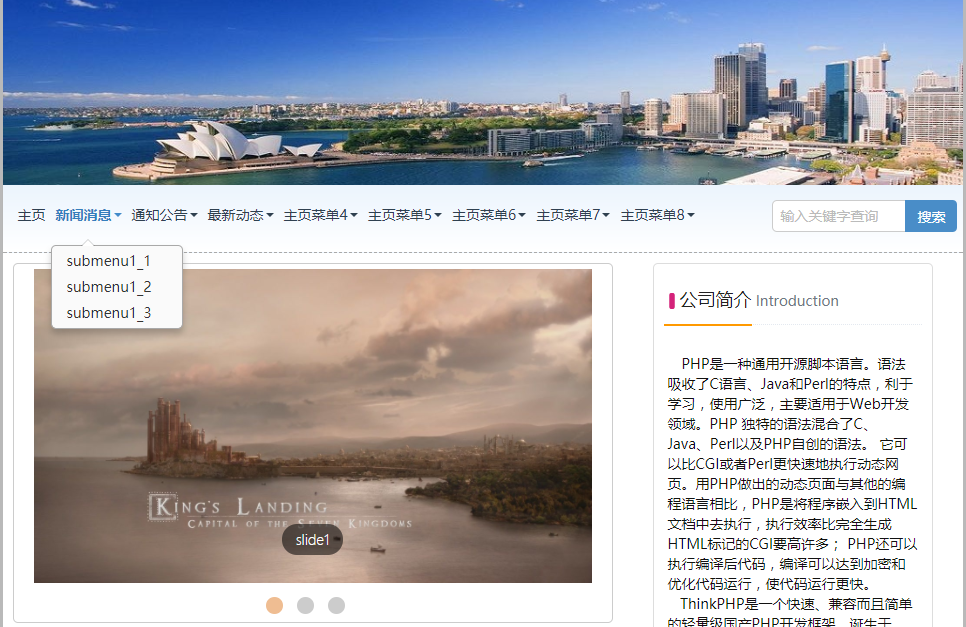 主页 新闻消息 通知公告 最新动态 主页菜单4 主页菜单5 主页菜单6 主页菜单7 主页菜单8 输入关键字查询 搜索
submenu1_1
submenu1_2
submenu1_3
KING'S LANDING
CAPITAL OF THE SEVEN KINGDOMS
slide1
公司简介 Introduction
PHP是一种通用开源脚本语言。语法
吸收了C语言、Java和Perl的特点，利于
学习，使用广泛，主要适用于Web开发
领域。PHP 独特的语法混合了C、
Java、Perl以及PHP自创的语法。 它可
以比CGI或者Perl更快速地执行动态网
页。用PHP做出的动态页面与其他的编
程语言相比，PHP是将程序嵌入到HTML
文档中去执行，执行效率比完全生成
HTML标记的CGI要高许多； PHP还可以
执行编译后代码，编译可以达到加密和
优化代码运行，使代码运行更快。
ThinkPHP是一个快速、兼容而且简单
的轻量级国产PHP开发框架，诞生于